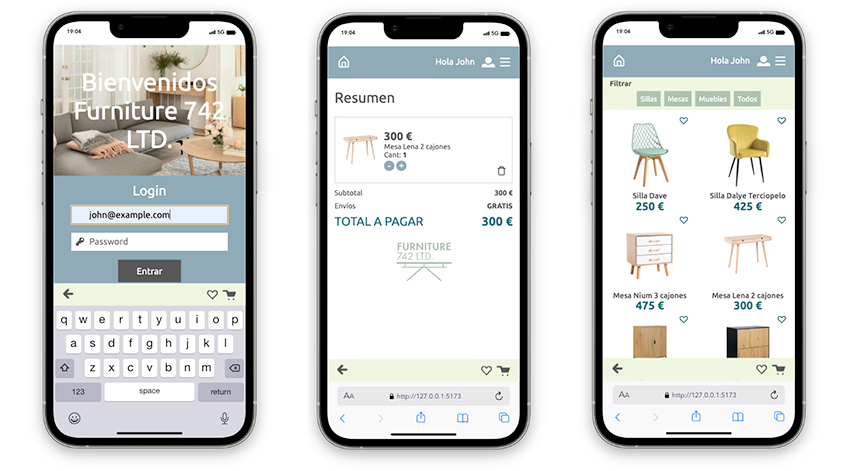 19:04
5G
Bienvenidos
Furniture 742
LTD.
Login
john@example.com
Password
Entrar
q w e r t y u i o p
a s d f g h j k l
z x c v b n m
123 space return
19:04
5G
Hola John
Resumen
300 €
Mesa Lena 2 cajones
Cant: 1
- +
Subtotal 300 €
Envíos GRATIS
TOTAL A PAGAR 300 €
FURNITURE
742 LTD.
AA http://127.0.0.1:5173
19:04
5G
Hola John
Filtrar
Sillas Mesas Muebles Todos
Silla Dave Silla Dalye Terciopelo
250 € 425 €
Mesa Nium 3 cajones Mesa Lena 2 cajones
475 € 300 €
AA http://127.0.0.1:5173